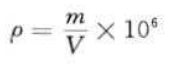 ρ = m/V × 10⁶